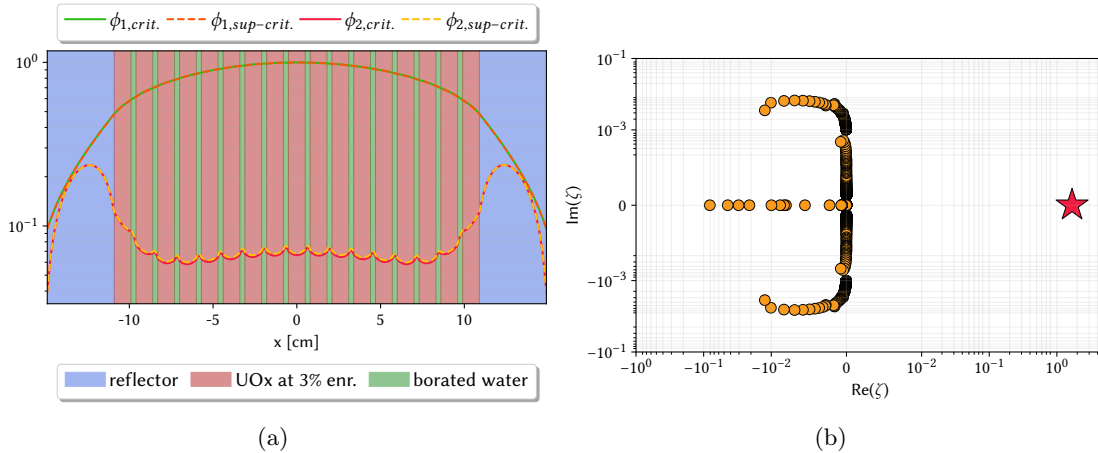 ϕ1,crit. ϕ1,sup−crit. ϕ2,crit. ϕ2,sup−crit.
10^0
10^-1
-10 -5 0 5 10
x [cm]
reflector UOx at 3% enr. borated water
(a)
10^-1
10^-3
0
-10^-3
-10^-1
Im(ζ)
-10^0 -10^-2 0 10^-2 10^-1 10^0
Re(ζ)
(b)